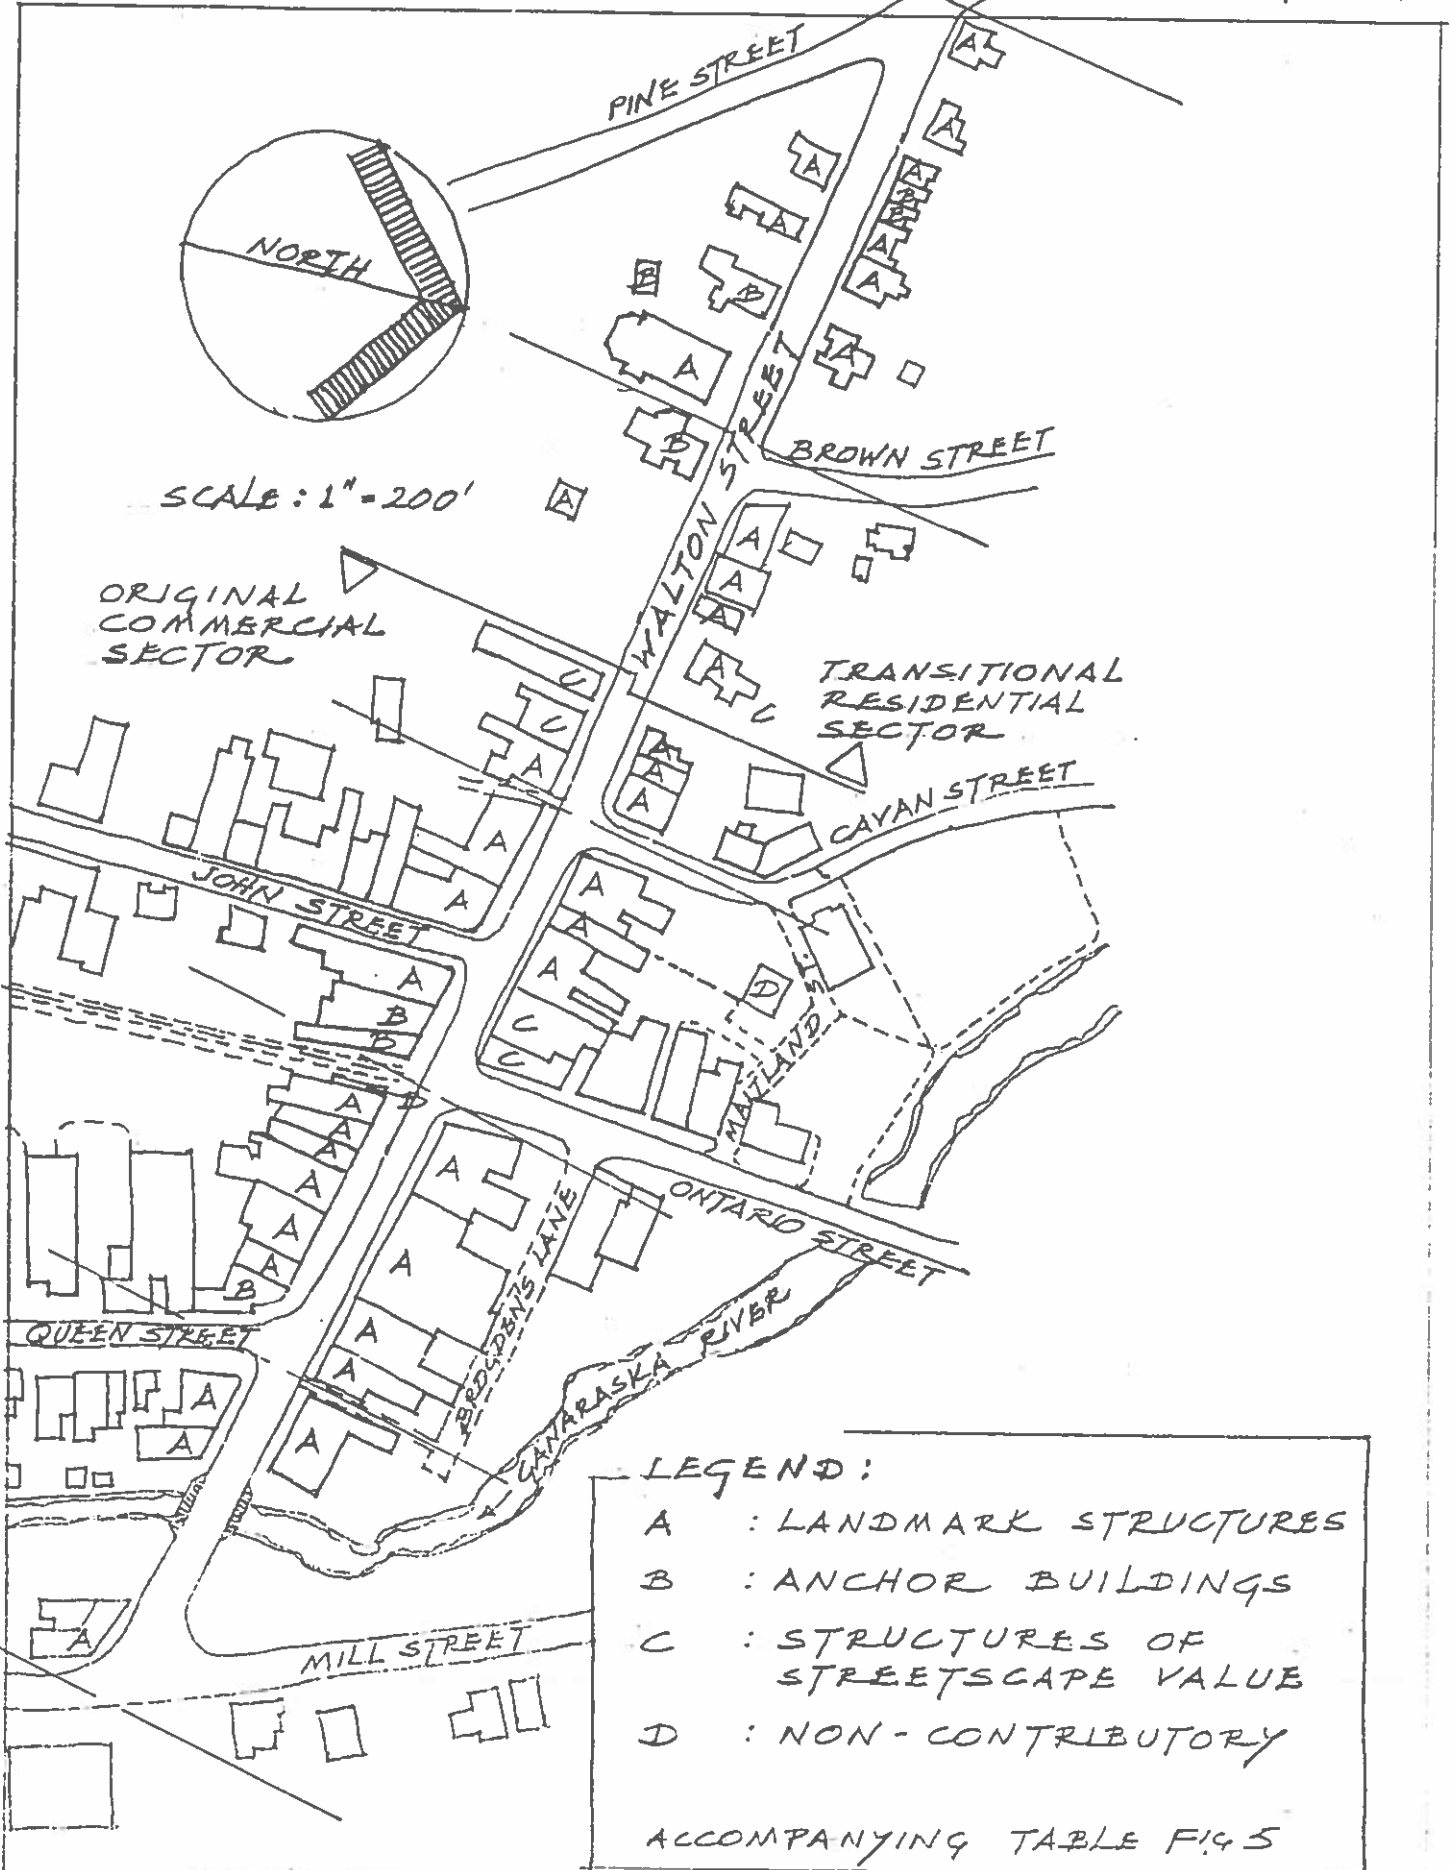 PINE STREET
A
A
A
A
B
B
A
A
A
A
NORTH
B
B
A
A
WALTON STREET
B
BROWN STREET
SCALE: 1" = 200'
A
A
A
A
ORIGINAL
COMMERCIAL
SECTOR
A
TRANSITIONAL
RESIDENTIAL
SECTOR
C
C
C
A
A
A
A
CAVAN STREET
A
A
JOHN STREET
A
A
A
A
B
D
D
C
C
MAITLAND ST.
A
D
A
A
A
A
A
B
A
A
A
A
ONTARIO STREET
BROGDENS LANE
QUEEN STREET
A
A
A
GANARASKA RIVER
A
MILL STREET
LEGEND:
A : LANDMARK STRUCTURES
B : ANCHOR BUILDINGS
C : STRUCTURES OF
STREETSCAPE VALUE
D : NON-CONTRIBUTORY
ACCOMPANYING TABLE FIG 5